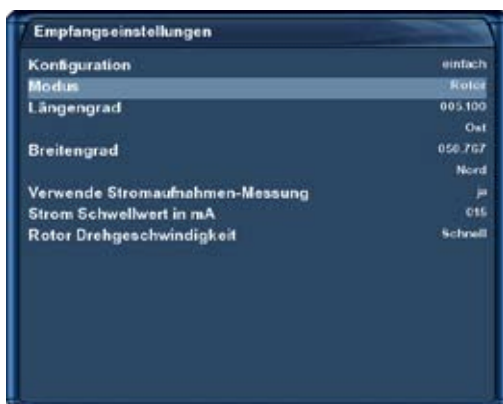 Empfangseinstellungen
Konfiguration einfach
Modus Rotor
Längengrad 005.100
Ost
Breitengrad 050.767
Nord
Verwende Stromaufnahmen-Messung ja
Strom Schwellwert in mA 015
Rotor Drehgeschwindigkeit Schnell